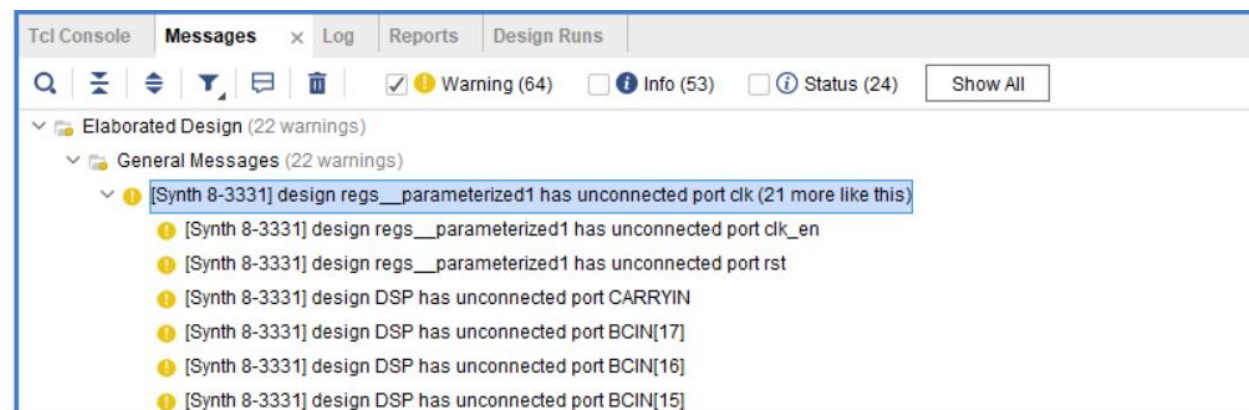 Tcl Console Messages × Log Reports Design Runs
Warning (64) Info (53) Status (24) Show All
Elaborated Design (22 warnings)
General Messages (22 warnings)
[Synth 8-3331] design regs__parameterized1 has unconnected port clk (21 more like this)
[Synth 8-3331] design regs__parameterized1 has unconnected port clk_en
[Synth 8-3331] design regs__parameterized1 has unconnected port rst
[Synth 8-3331] design DSP has unconnected port CARRYIN
[Synth 8-3331] design DSP has unconnected port BCIN[17]
[Synth 8-3331] design DSP has unconnected port BCIN[16]
[Synth 8-3331] design DSP has unconnected port BCIN[15]